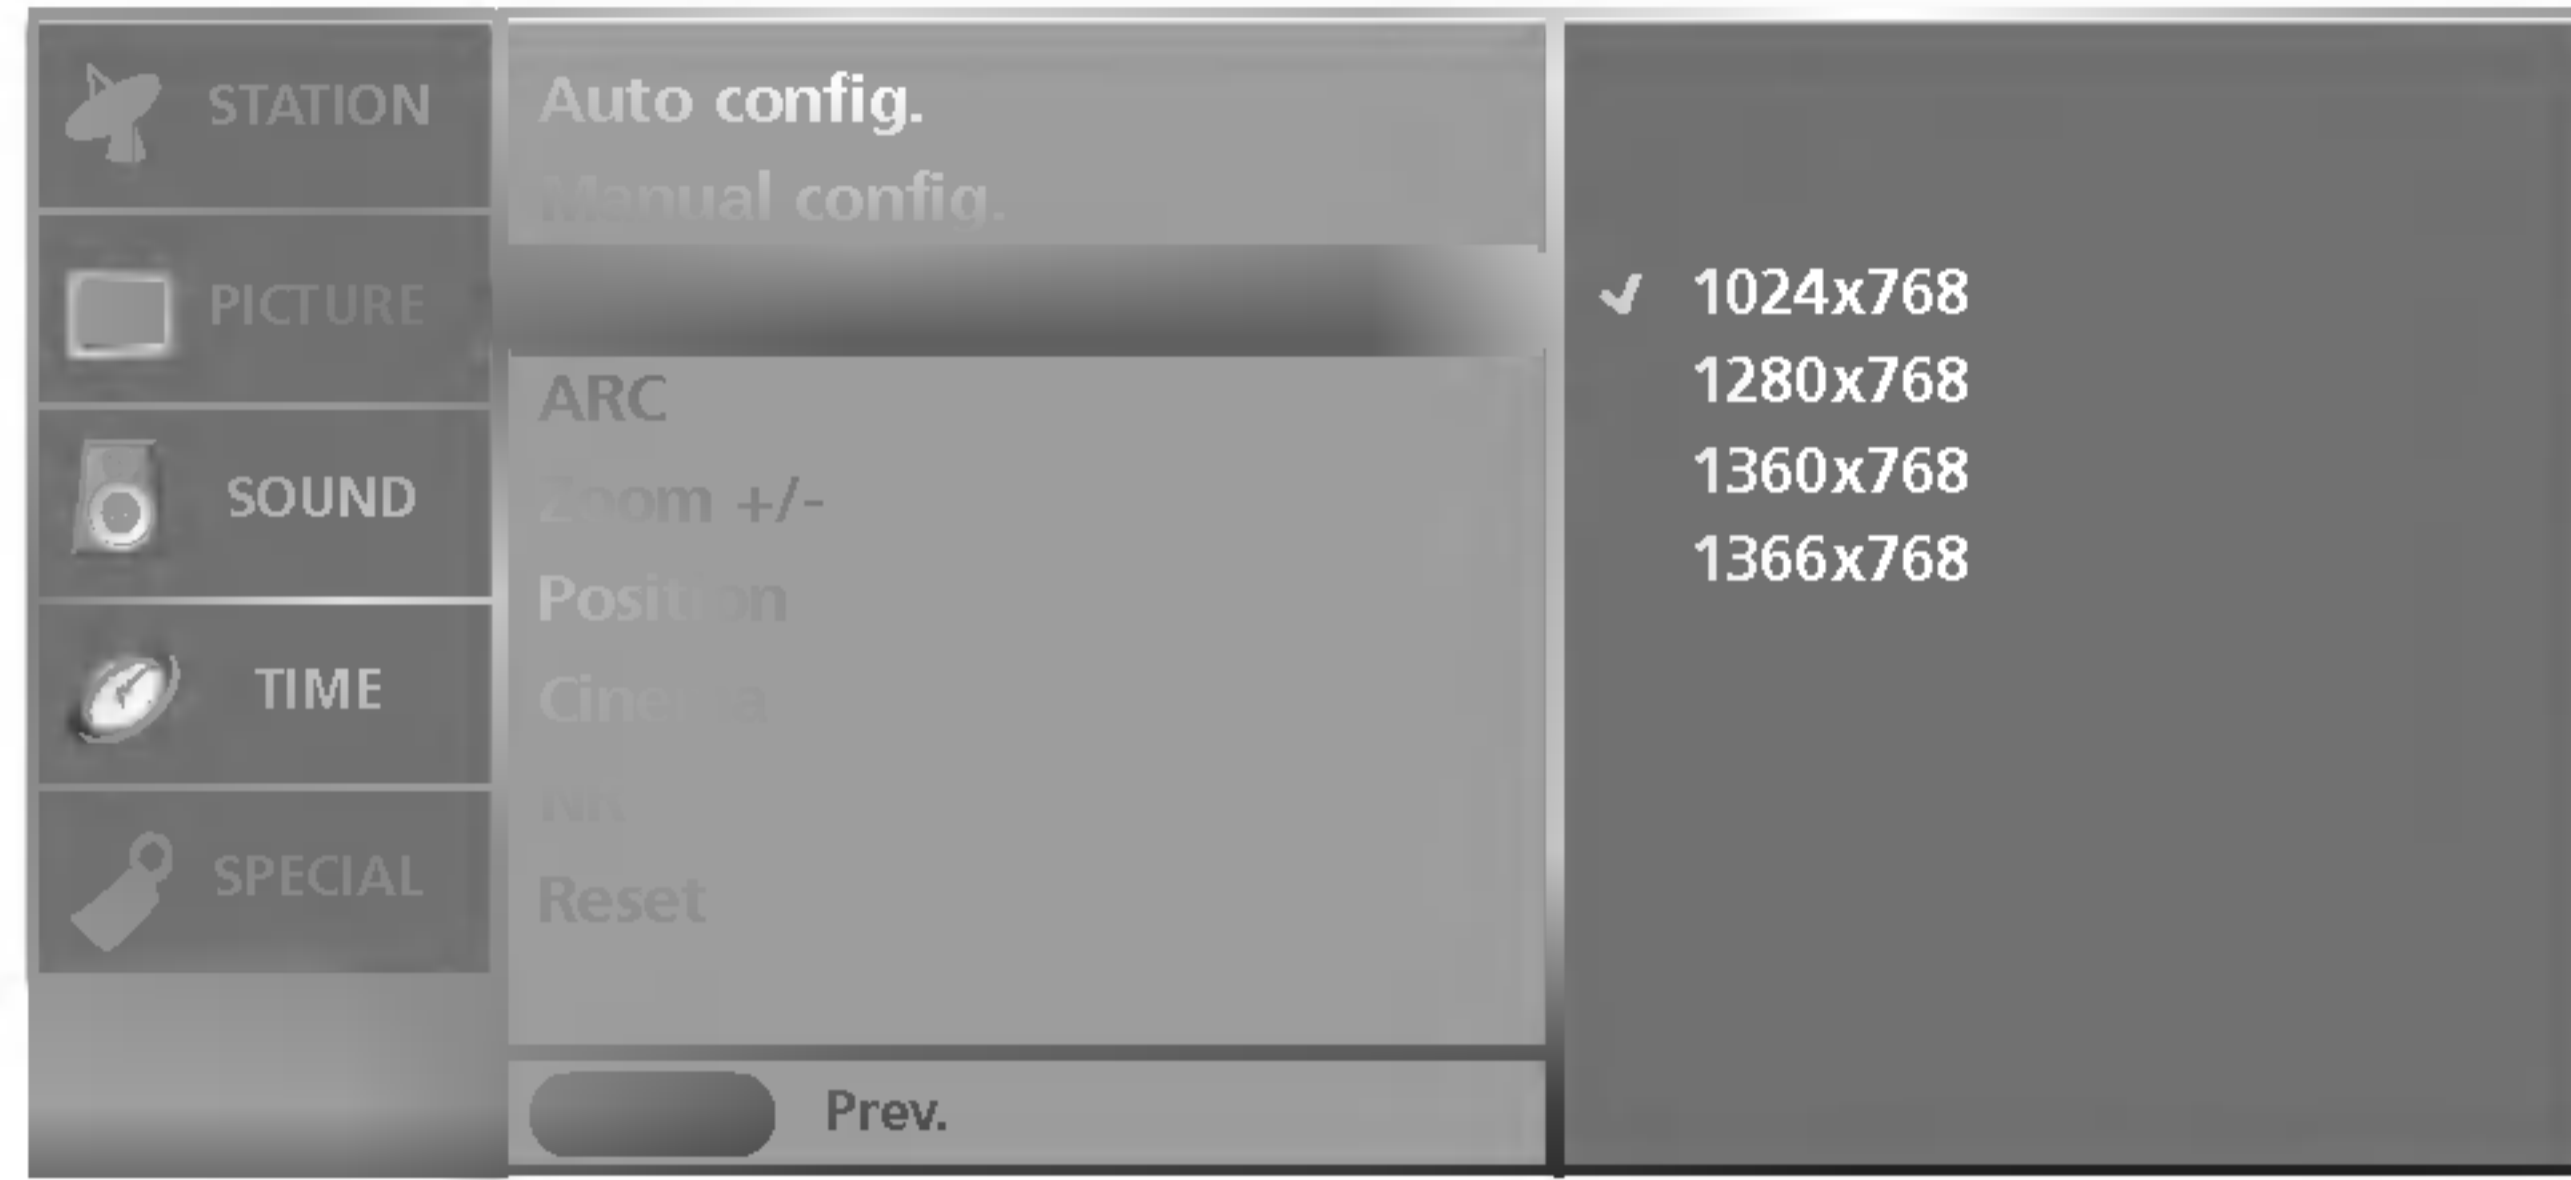 STATION
PICTURE
SOUND
TIME
SPECIAL
Auto config.
Manual config.
ARC
Zoom +/-
Position
Cinema
NR
Reset
Prev.
1024x768
1280x768
1360x768
1366x768